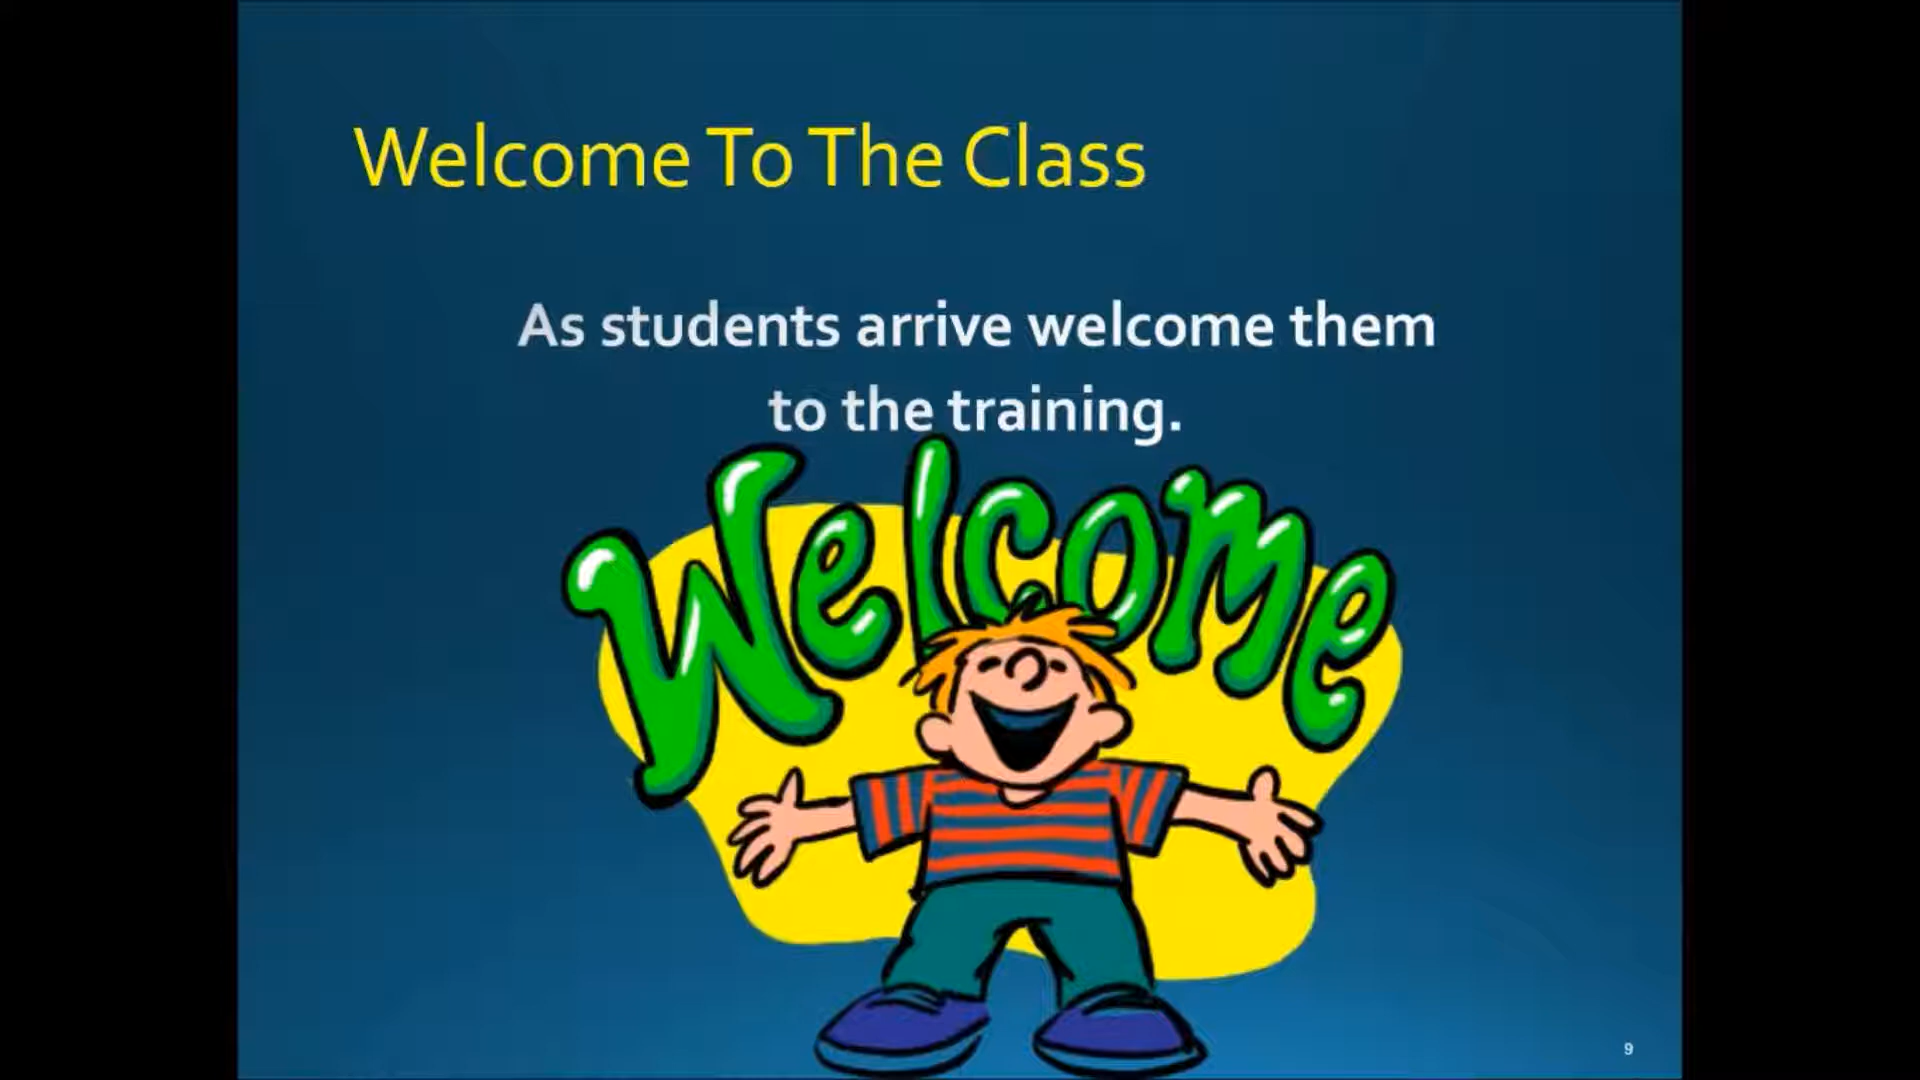 Welcome To The Class
As students arrive welcome them
to the training.
Welcome
9